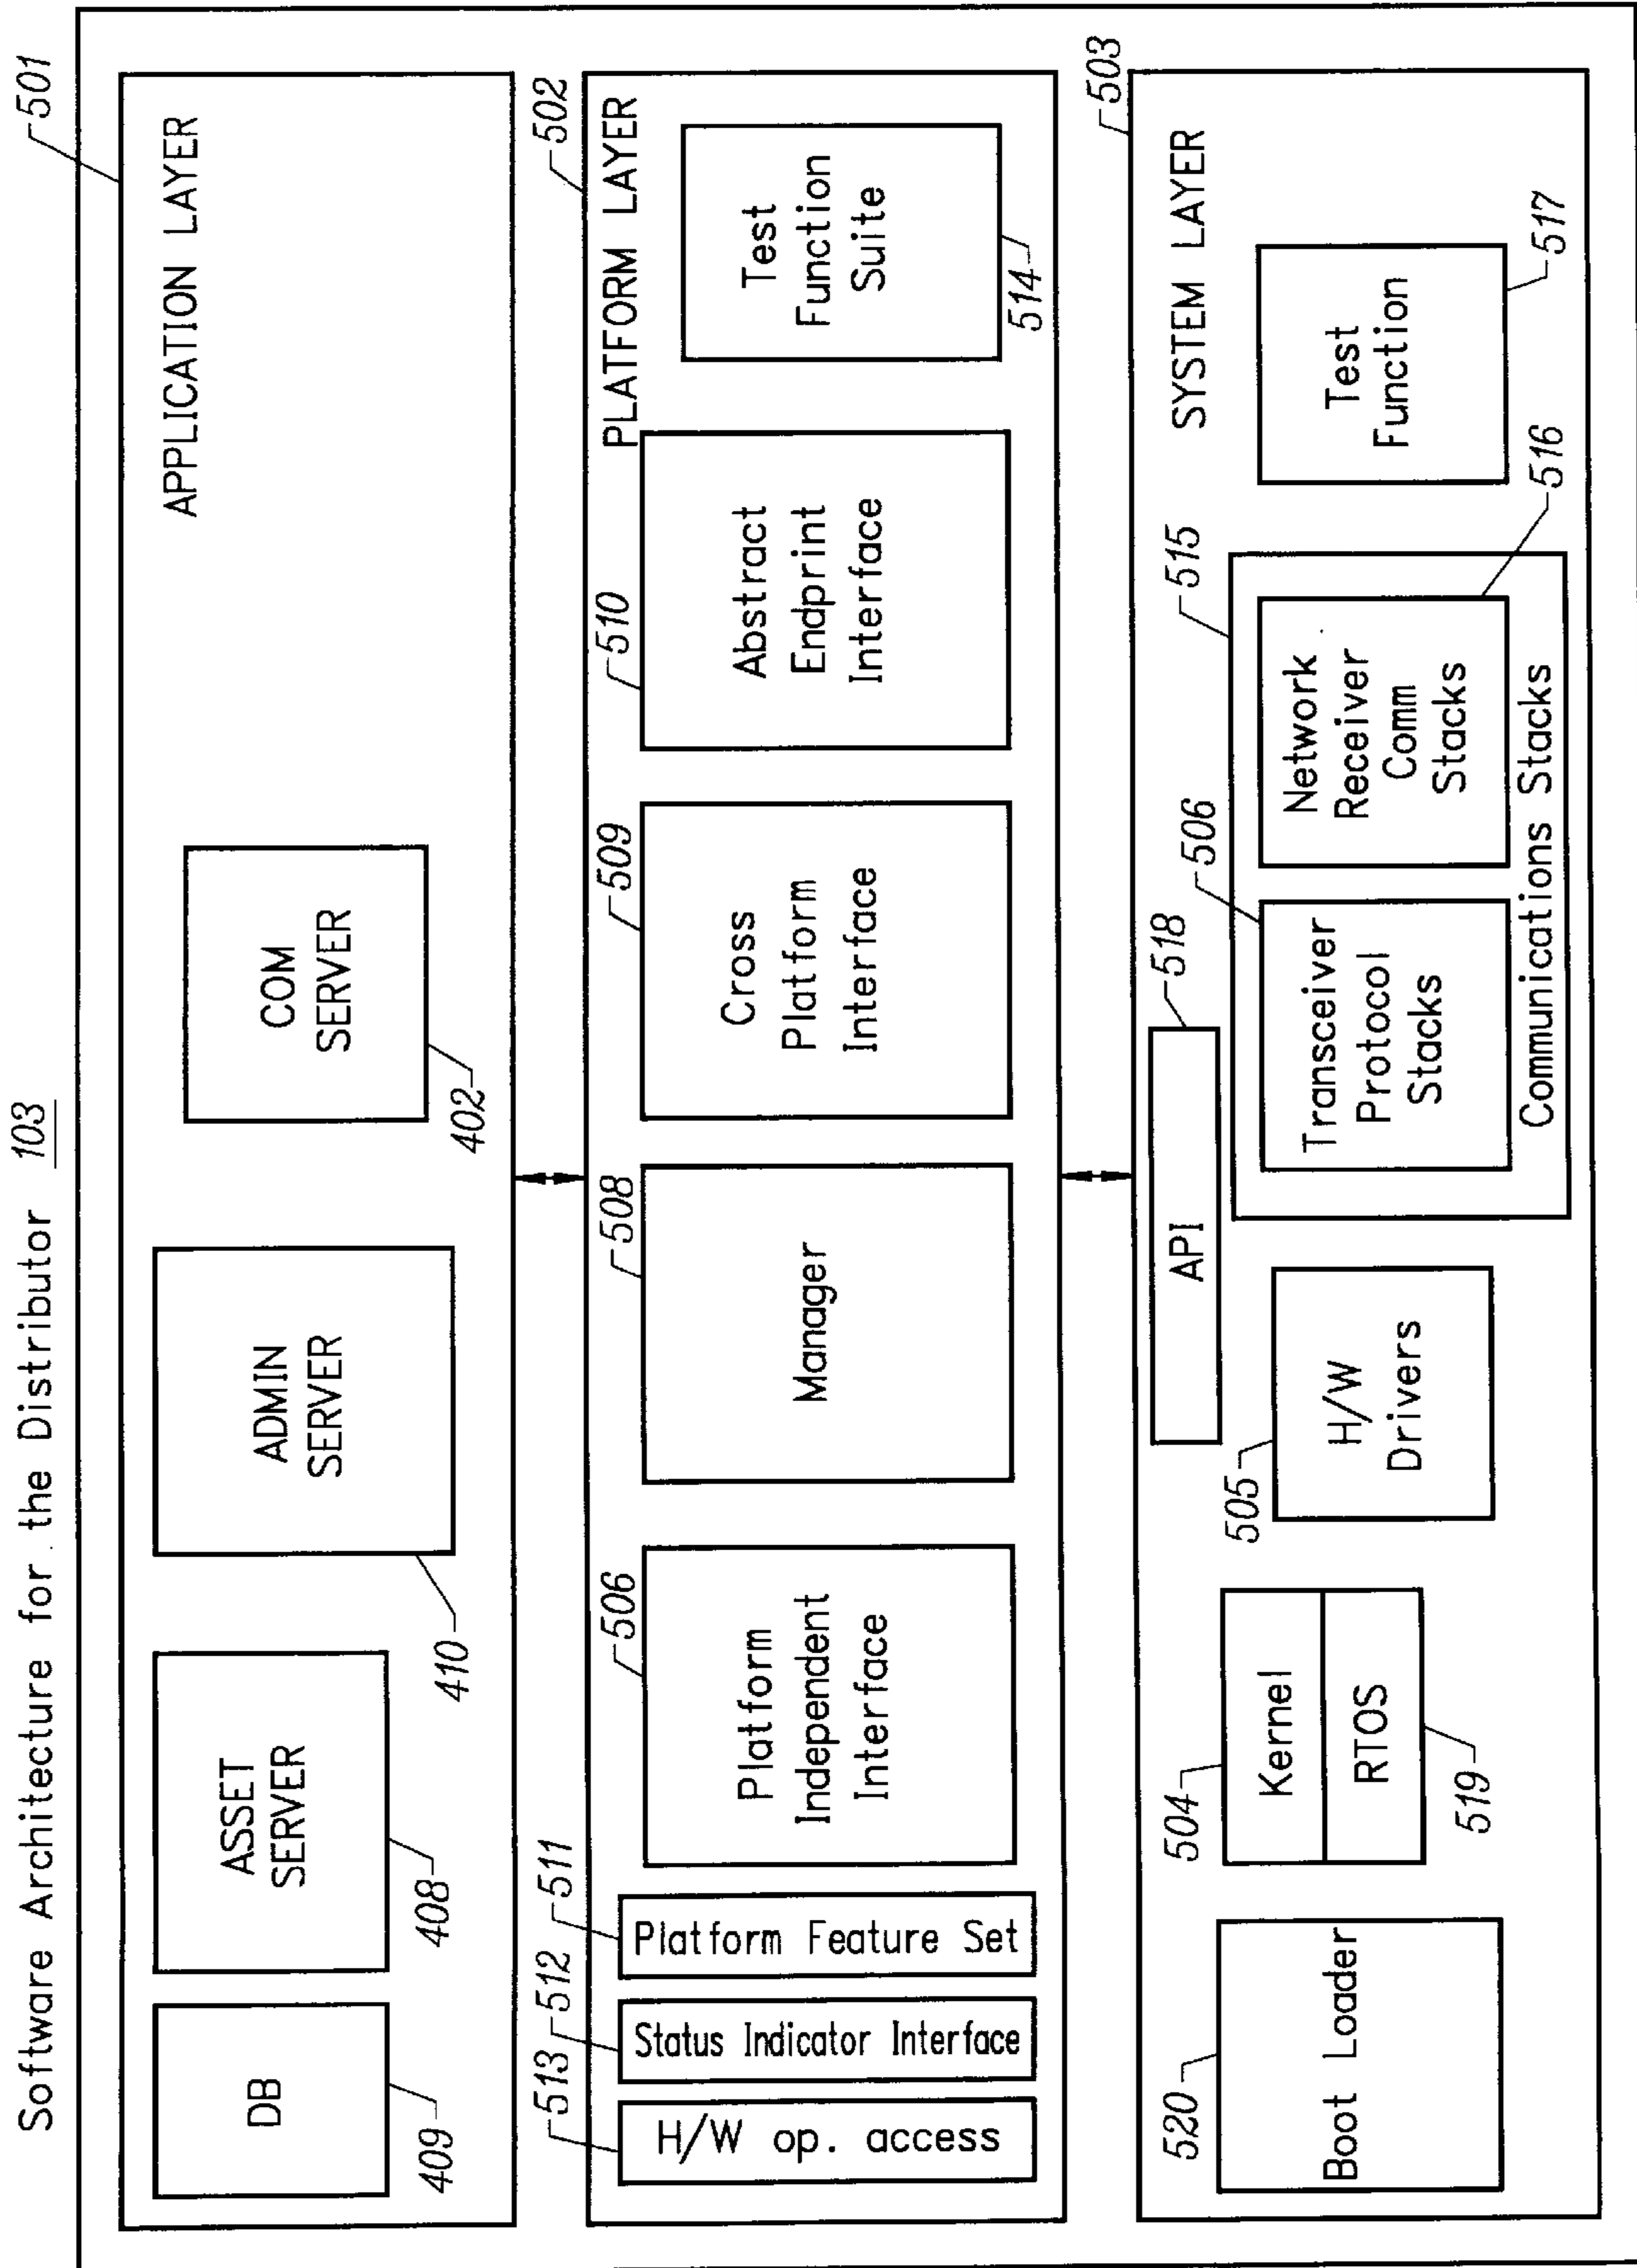 Software Architecture for the Distributor 103
501
APPLICATION LAYER
DB
409
ASSET
SERVER
408
ADMIN
SERVER
410
COM
SERVER
402
502
PLATFORM LAYER
513
H/W op. access
512
Status Indicator Interface
511
Platform Feature Set
506
Platform
Independent
Interface
508
Manager
509
Cross
Platform
Interface
510
Abstract
Endprint
Interface
Test
Function
Suite
514
503
SYSTEM LAYER
520
Boot Loader
504
Kernel
RTOS
519
505
H/W
Drivers
518
API
506
Transceiver
Protocol
Stacks
515
Network
Receiver
Comm
Stacks
516
Communications Stacks
Test
Function
517